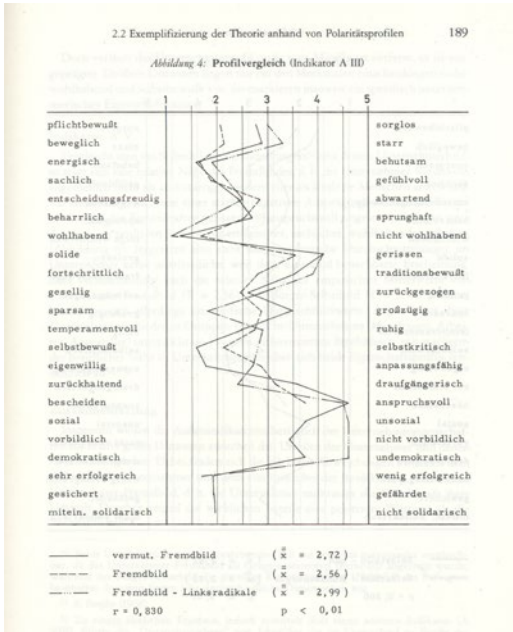 2.2 Exemplifizierung der Theorie anhand von Polaritätsprofilen 189
Abbildung 4: Profilvergleich (Indikator A III)
1 2 3 4 5
pflichtbewußt sorglos
beweglich starr
energisch behutsam
sachlich gefühlvoll
entscheidungsfreudig abwartend
beharrlich sprunghaft
wohlhabend nicht wohlhabend
solide gerissen
fortschrittlich traditionsbewußt
gesellig zurückgezogen
sparsam großzügig
temperamentvoll ruhig
selbstbewußt selbstkritisch
eigenwillig anpassungsfähig
zurückhaltend draufgängerisch
bescheiden anspruchsvoll
sozial unsozial
vorbildlich nicht vorbildlich
demokratisch undemokratisch
sehr erfolgreich wenig erfolgreich
gesichert gefährdet
mitein. solidarisch nicht solidarisch
vermut. Fremdbild ( x̿ = 2,72 )
Fremdbild ( x̿ = 2,56 )
Fremdbild - Linksradikale ( x̿ = 2,99 )
r = 0,830 p < 0,01